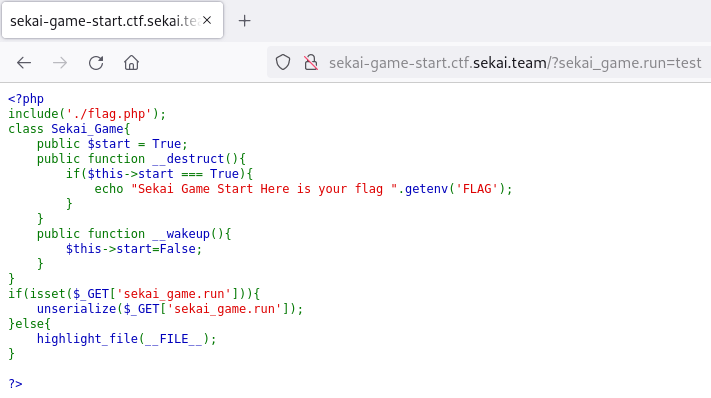 sekai-game-start.ctf.sekai.te
sekai-game-start.ctf.sekai.team/?sekai_game.run=test
<?php
include('./flag.php');
class Sekai_Game{
    public $start = True;
    public function __destruct(){
        if($this->start === True){
            echo "Sekai Game Start Here is your flag ".getenv('FLAG');
        }
    }
    public function __wakeup(){
        $this->start=False;
    }
}
if(isset($_GET['sekai_game.run'])){
    unserialize($_GET['sekai_game.run']);
}else{
    highlight_file(__FILE__);
}
?>